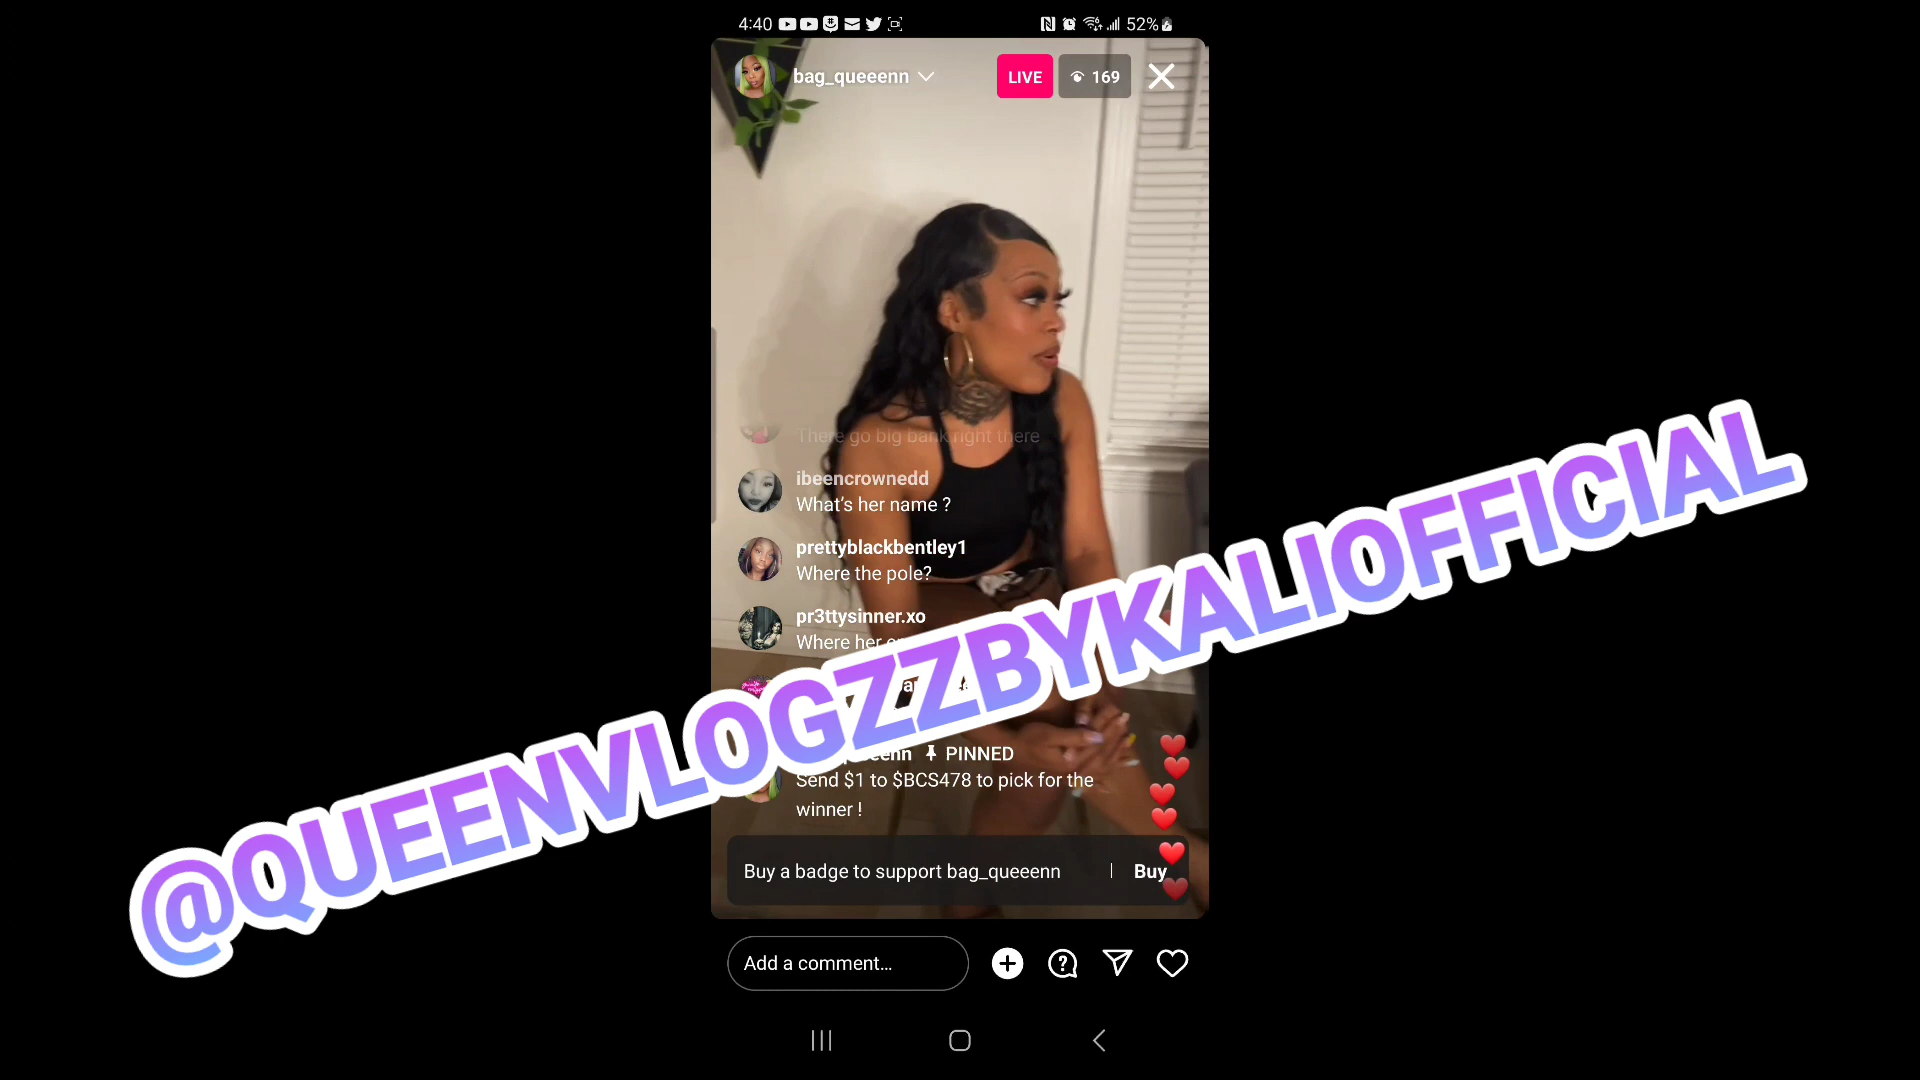 4:40
52%
bag_queeenn
LIVE
169
There go big bank right there
ibeencrownedd
What's her name ?
prettyblackbentley1
Where the pole?
pr3ttysinner.xo
Where her
@QUEENVLOGZZBYKALIOFFICIAL
PINNED
Send $1 to $BCS478 to pick for the
winner !
Buy a badge to support bag_queeenn | Buy
Add a comment…